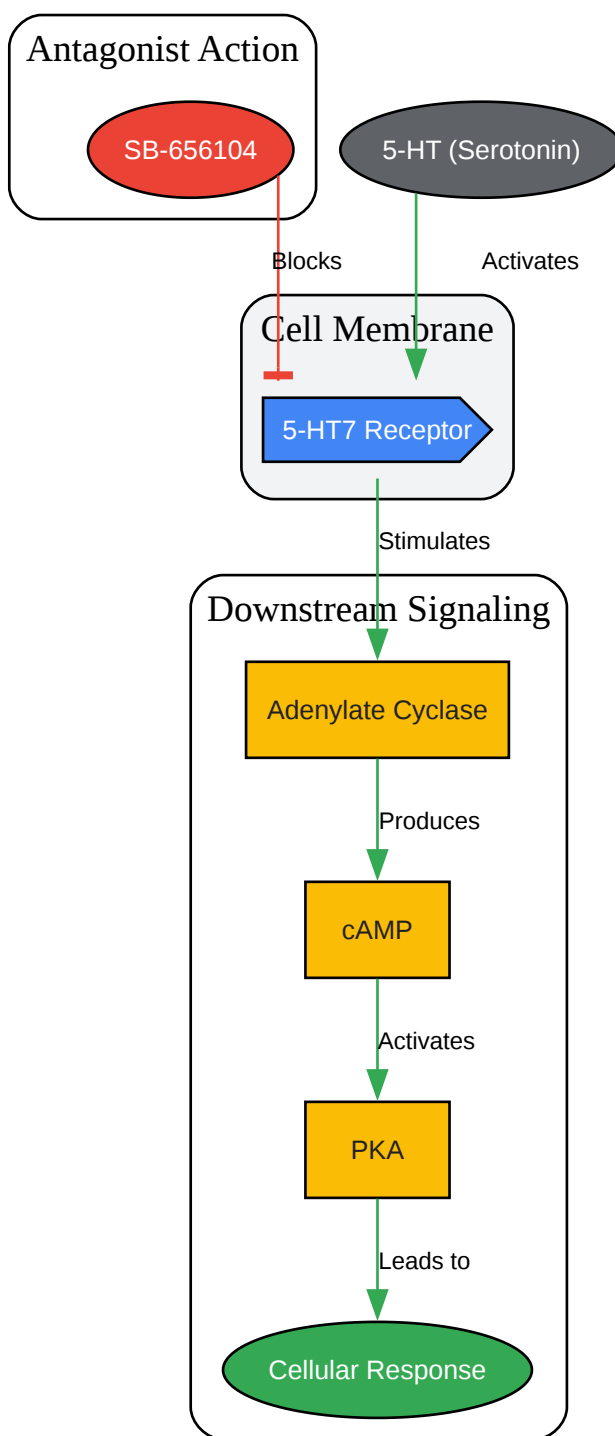 Antagonist Action
SB-656104
5-HT (Serotonin)
Blocks
Activates
Cell Membrane
5-HT7 Receptor
Stimulates
Downstream Signaling
Adenylate Cyclase
Produces
cAMP
Activates
PKA
Leads to
Cellular Response